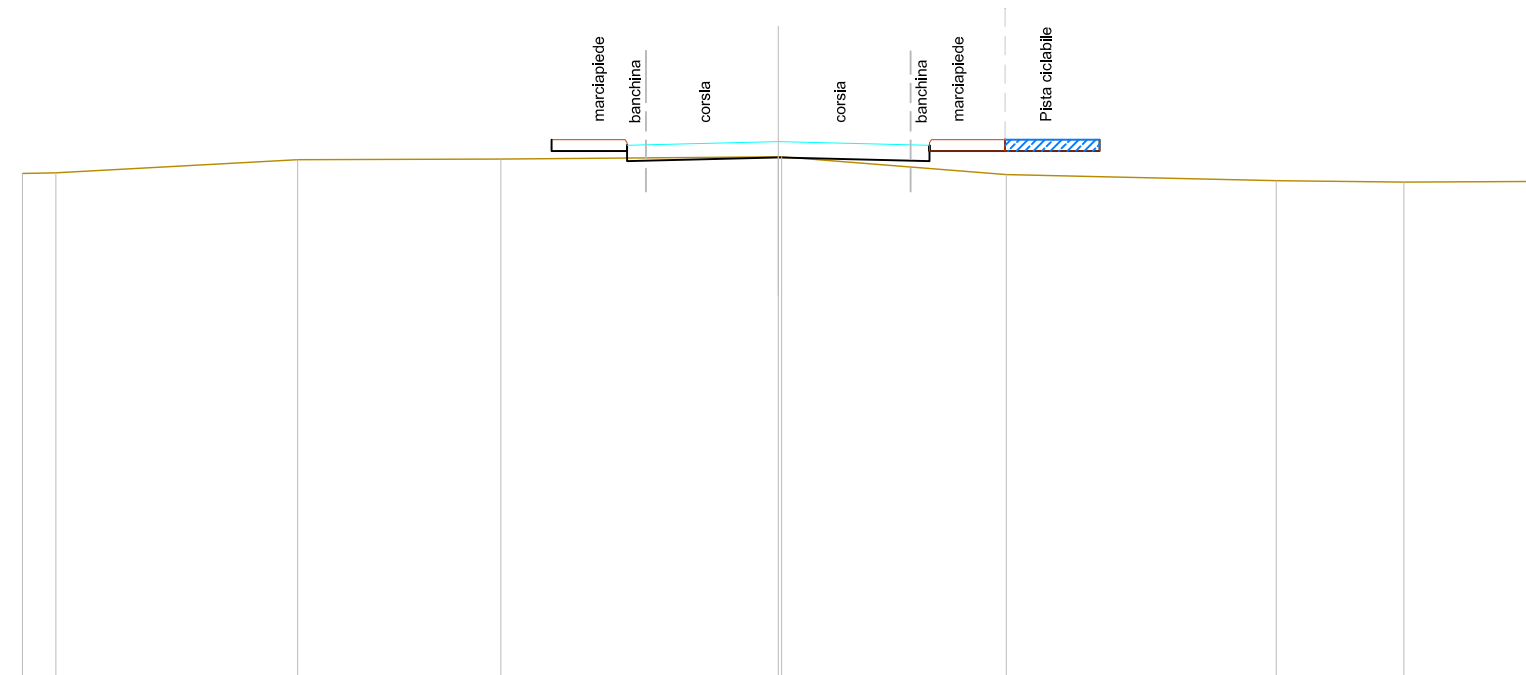 marciapiede
banchina
corsia
corsia
banchina
marciapiede
Pista ciclabile